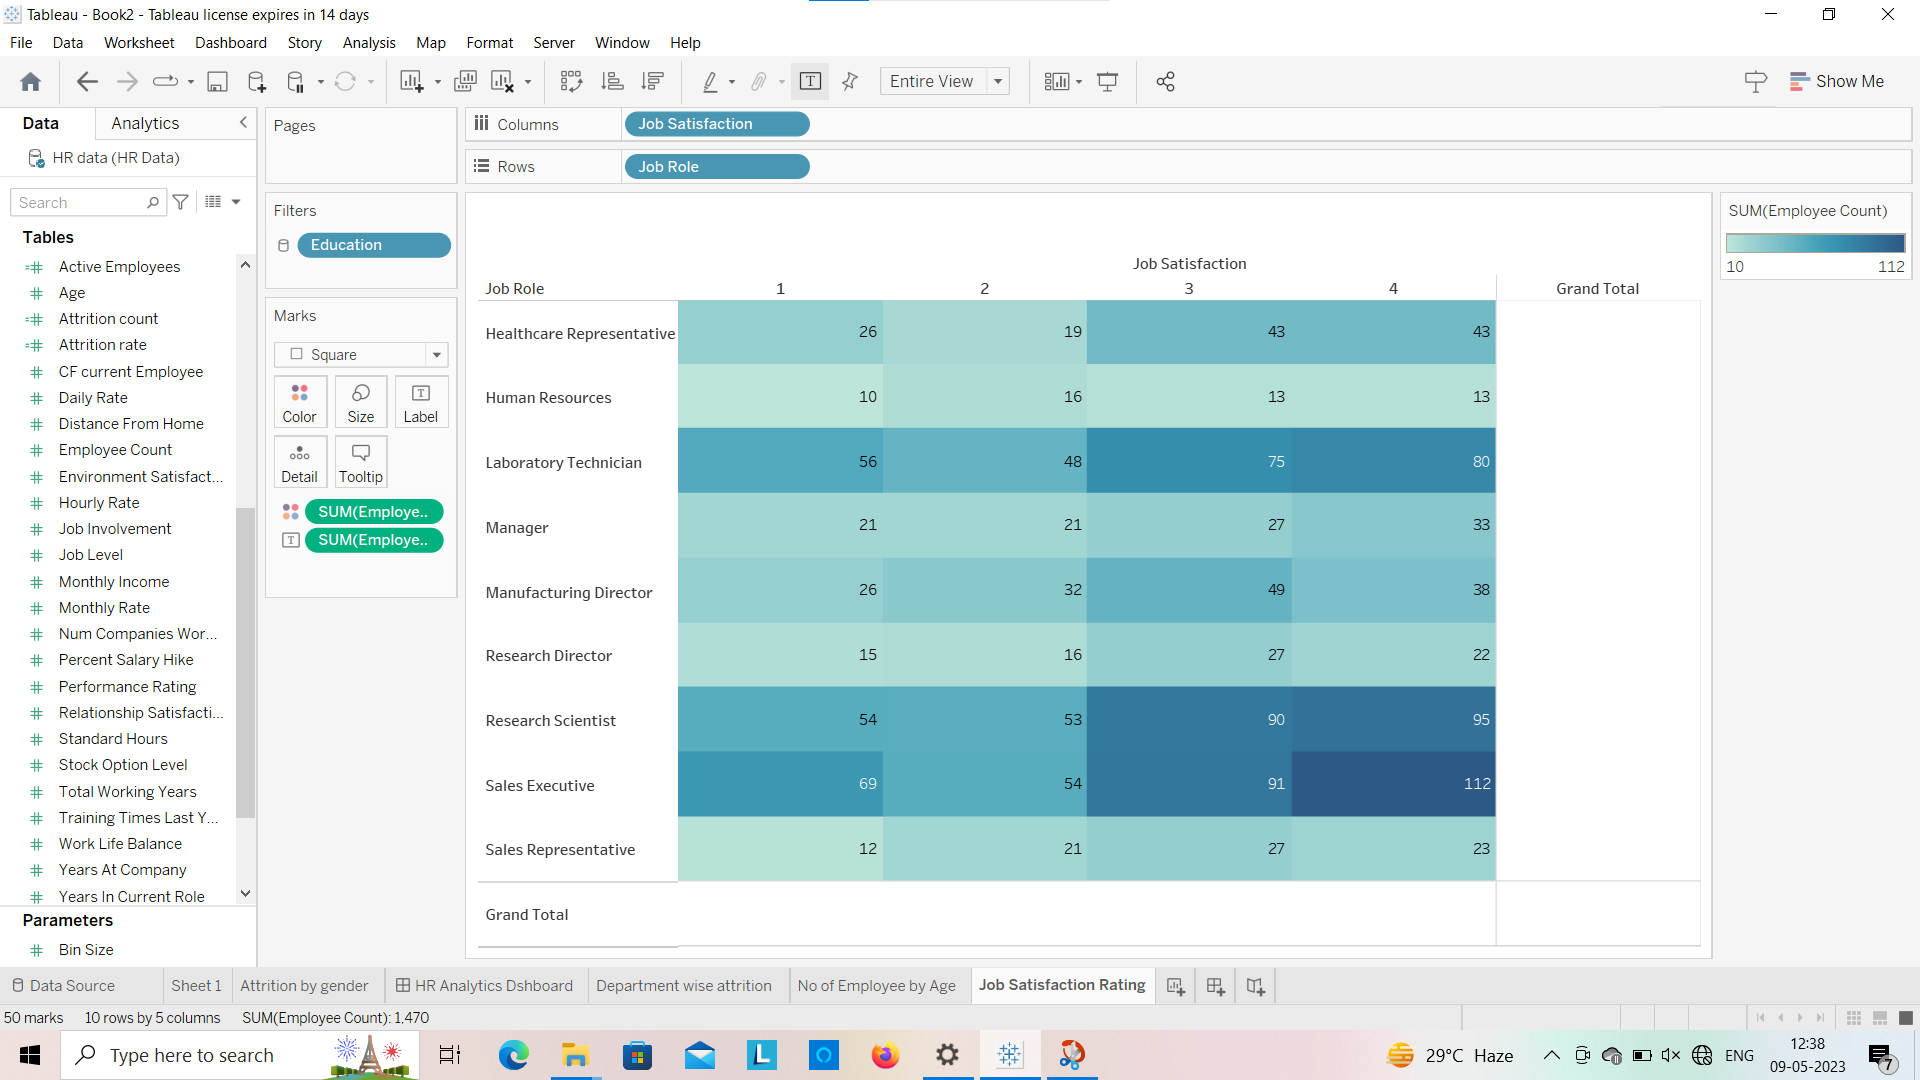 Tableau - Book2 - Tableau license expires in 14 days
File Data Worksheet Dashboard Story Analysis Map Format Server Window Help
Entire View
Show Me
Data Analytics
HR data (HR Data)
Search
Tables
Active Employees
Age
Attrition count
Attrition rate
CF current Employee
Daily Rate
Distance From Home
Employee Count
Environment Satisfact...
Hourly Rate
Job Involvement
Job Level
Monthly Income
Monthly Rate
Num Companies Wor...
Percent Salary Hike
Performance Rating
Relationship Satisfacti...
Standard Hours
Stock Option Level
Total Working Years
Training Times Last Y...
Work Life Balance
Years At Company
Years In Current Role
Parameters
Bin Size
Pages
Filters
Education
Marks
Square
Color Size Label
Detail Tooltip
SUM(Employe..
SUM(Employe..
Columns Job Satisfaction
Rows Job Role
Job Satisfaction
Job Role 1 2 3 4 Grand Total
Healthcare Representative 26 19 43 43
Human Resources 10 16 13 13
Laboratory Technician 56 48 75 80
Manager 21 21 27 33
Manufacturing Director 26 32 49 38
Research Director 15 16 27 22
Research Scientist 54 53 90 95
Sales Executive 69 54 91 112
Sales Representative 12 21 27 23
Grand Total
SUM(Employee Count)
10 112
Data Source Sheet 1 Attrition by gender HR Analytics Dshboard Department wise attrition No of Employee by Age Job Satisfaction Rating
50 marks 10 rows by 5 columns SUM(Employee Count): 1,470
Type here to search
29°C Haze
ENG
12:38
09-05-2023
7